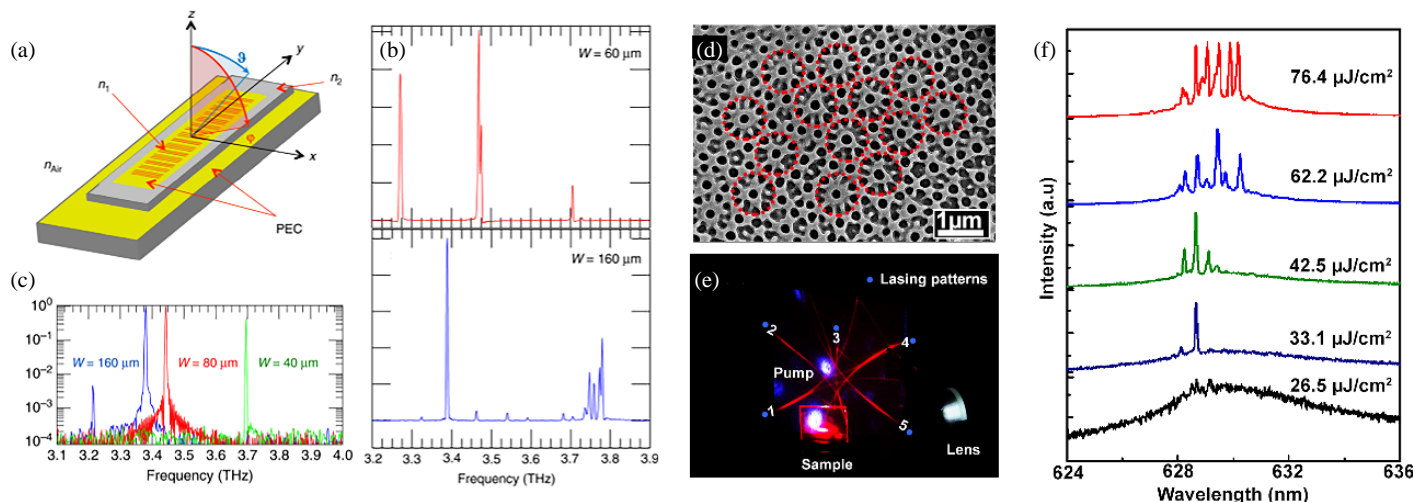 (a)
z
y
ϑ
n2
n1
φ
x
nAir
PEC
(b)
W = 60 μm
W = 160 μm
3.2 3.3 3.4 3.5 3.6 3.7 3.8 3.9
Frequency (THz)
(c)
10^0
10^-1
10^-2
10^-3
10^-4
W = 160 μm W = 80 μm W = 40 μm
3.1 3.2 3.3 3.4 3.5 3.6 3.7 3.8 3.9 4.0
Frequency (THz)
(d)
1μm
(e)
Lasing patterns
2
3
4
Pump
1
5
Sample
Lens
(f)
76.4 μJ/cm²
62.2 μJ/cm²
42.5 μJ/cm²
33.1 μJ/cm²
26.5 μJ/cm²
Intensity (a.u)
624 628 632 636
Wavelength (nm)